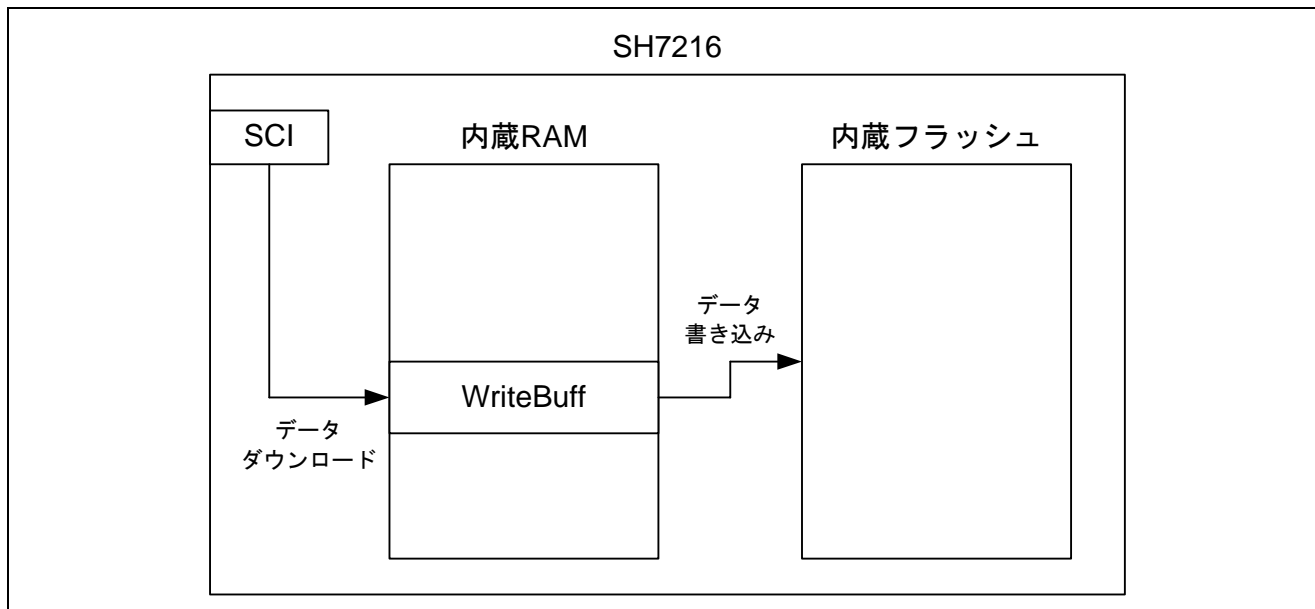 SH7216
SCI
内蔵RAM
内蔵フラッシュ
データ
書き込み
WriteBuff
データ
ダウンロード